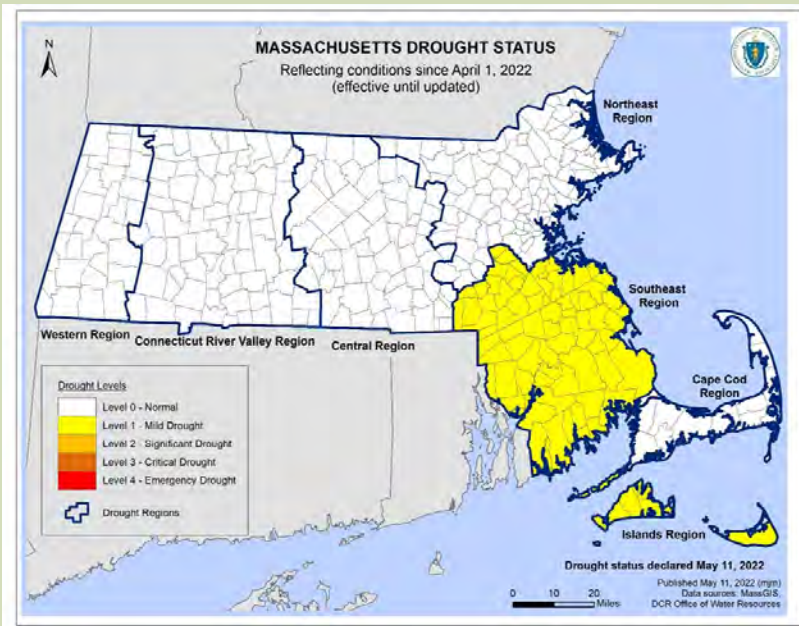 N
MASSACHUSETTS DROUGHT STATUS
Reflecting conditions since April 1, 2022
(effective until updated)
Northeast
Region
Southeast
Region
Western Region
Connecticut River Valley Region
Central Region
Cape Cod
Region
Drought Levels
Level 0 - Normal
Level 1 - Mild Drought
Level 2 - Significant Drought
Level 3 - Critical Drought
Level 4 - Emergency Drought
Drought Regions
Islands Region
Drought status declared May 11, 2022
Published May 11, 2022 (mjm)
Data sources: MassGIS,
DCR Office of Water Resources
0 10 20
Miles